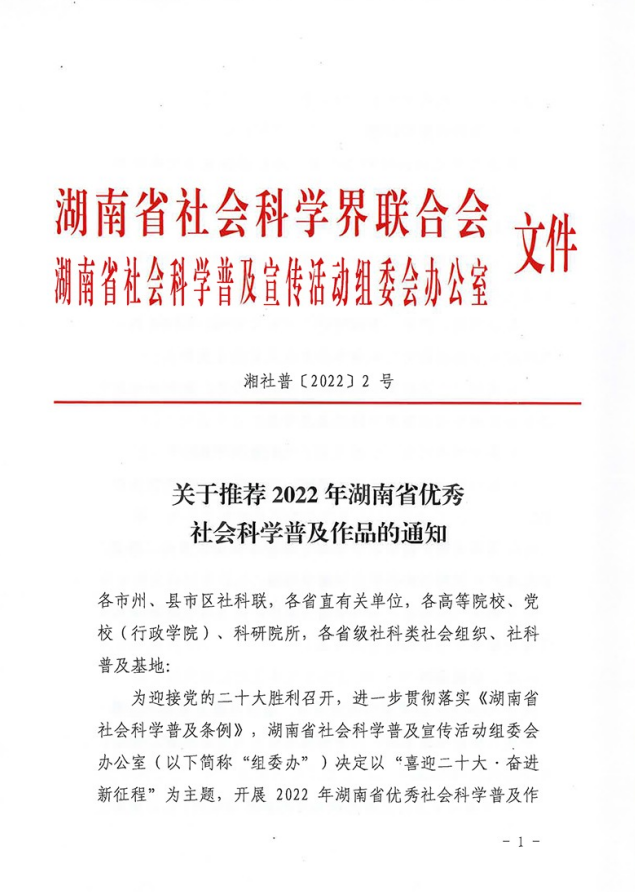 湖南省社会科学界联合会
湖南省社会科学普及宣传活动组委会办公室
文件
湘社普〔2022〕2 号
关于推荐 2022 年湖南省优秀
社会科学普及作品的通知
各市州、县市区社科联，各省直有关单位，各高等院校、党
校（行政学院）、科研院所，各省级社科类社会组织、社科
普及基地：
为迎接党的二十大胜利召开，进一步贯彻落实《湖南省
社会科学普及条例》，湖南省社会科学普及宣传活动组委会
办公室（以下简称“组委办”）决定以“喜迎二十大·奋进
新征程”为主题，开展 2022 年湖南省优秀社会科学普及作
- 1 -